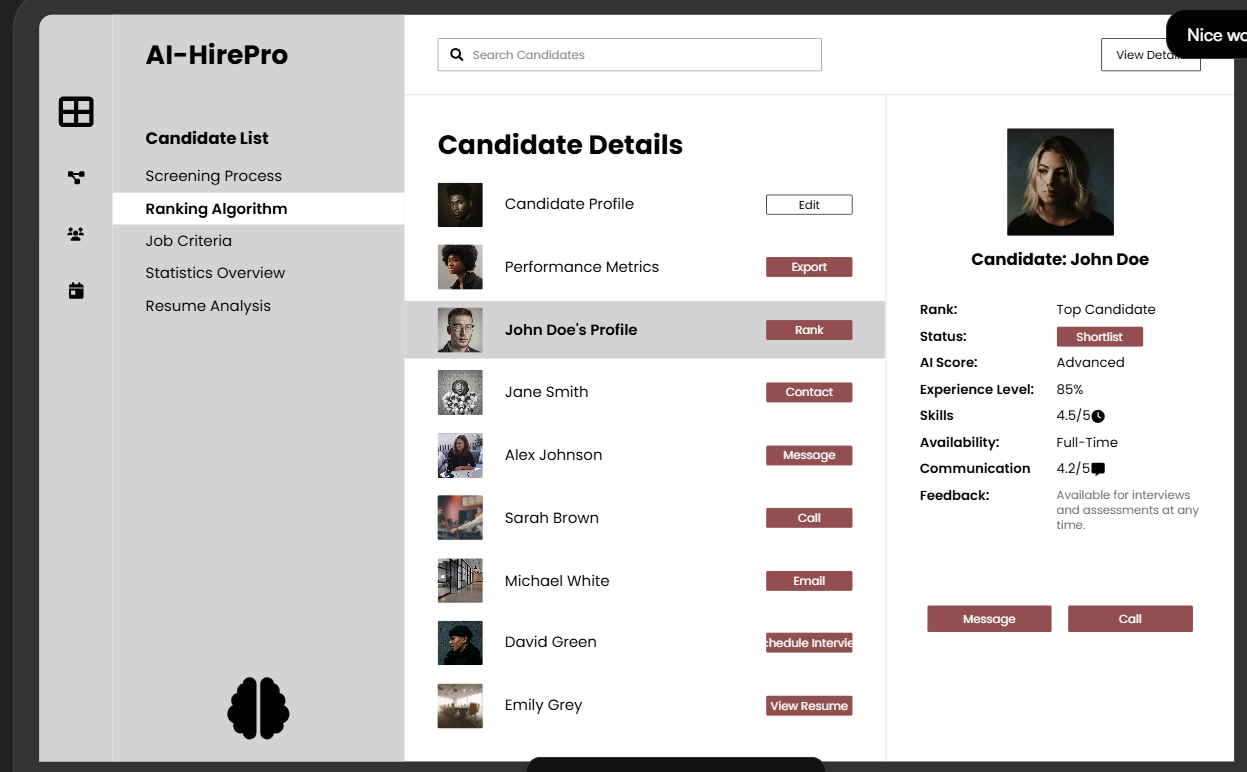 Nice wo
AI-HirePro
Search Candidates
View Deta
Candidate List
Screening Process
Ranking Algorithm
Job Criteria
Statistics Overview
Resume Analysis
Candidate Details
Candidate Profile
Edit
Performance Metrics
Export
John Doe's Profile
Rank
Jane Smith
Contact
Alex Johnson
Message
Sarah Brown
Call
Michael White
Email
David Green
chedule Intervie
Emily Grey
View Resume
Candidate: John Doe
Rank: Top Candidate
Status: Shortlist
AI Score: Advanced
Experience Level: 85%
Skills 4.5/5
Availability: Full-Time
Communication 4.2/5
Feedback: Available for interviews
and assessments at any
time.
Message
Call